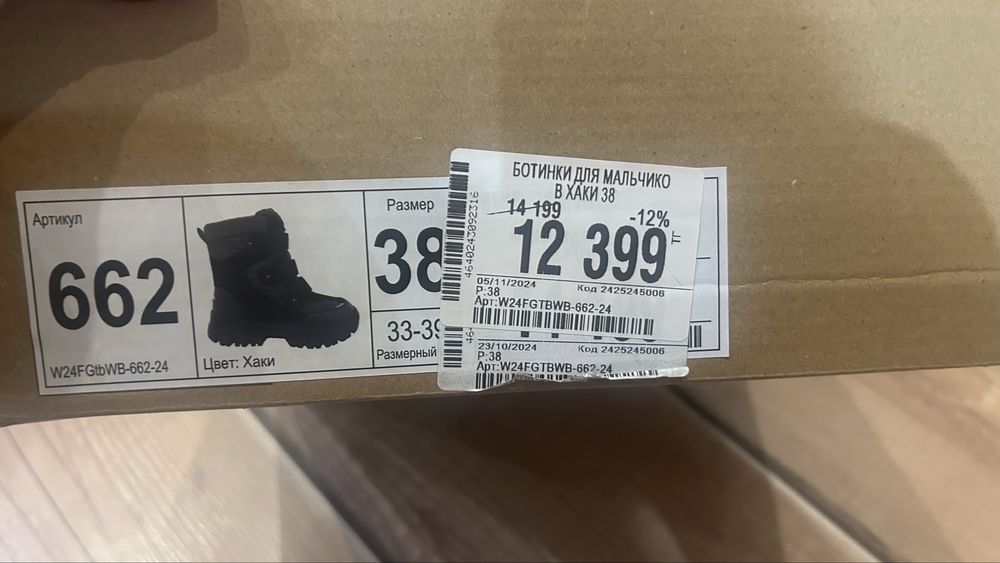 Артикул
662
W24FGtbWB-662-24
Цвет: Хаки
Размер
38
33-39
Размерный
БОТИНКИ ДЛЯ МАЛЬЧИКО
В ХАКИ 38
14 199
-12%
12 399
ТГ
4640243092316
05/11/2024 Код 2425245006
Р:38
Арт:W24FGTBWB-662-24
23/10/2024 Код 2425245006
Р:38
Арт:W24FGTBWB-662-24